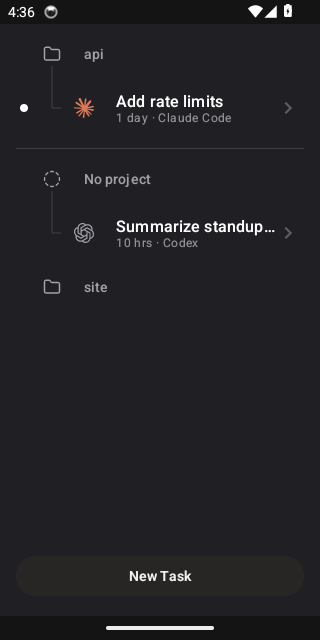 4:36
api
Add rate limits
1 day · Claude Code
No project
Summarize standup...
10 hrs · Codex
site
New Task